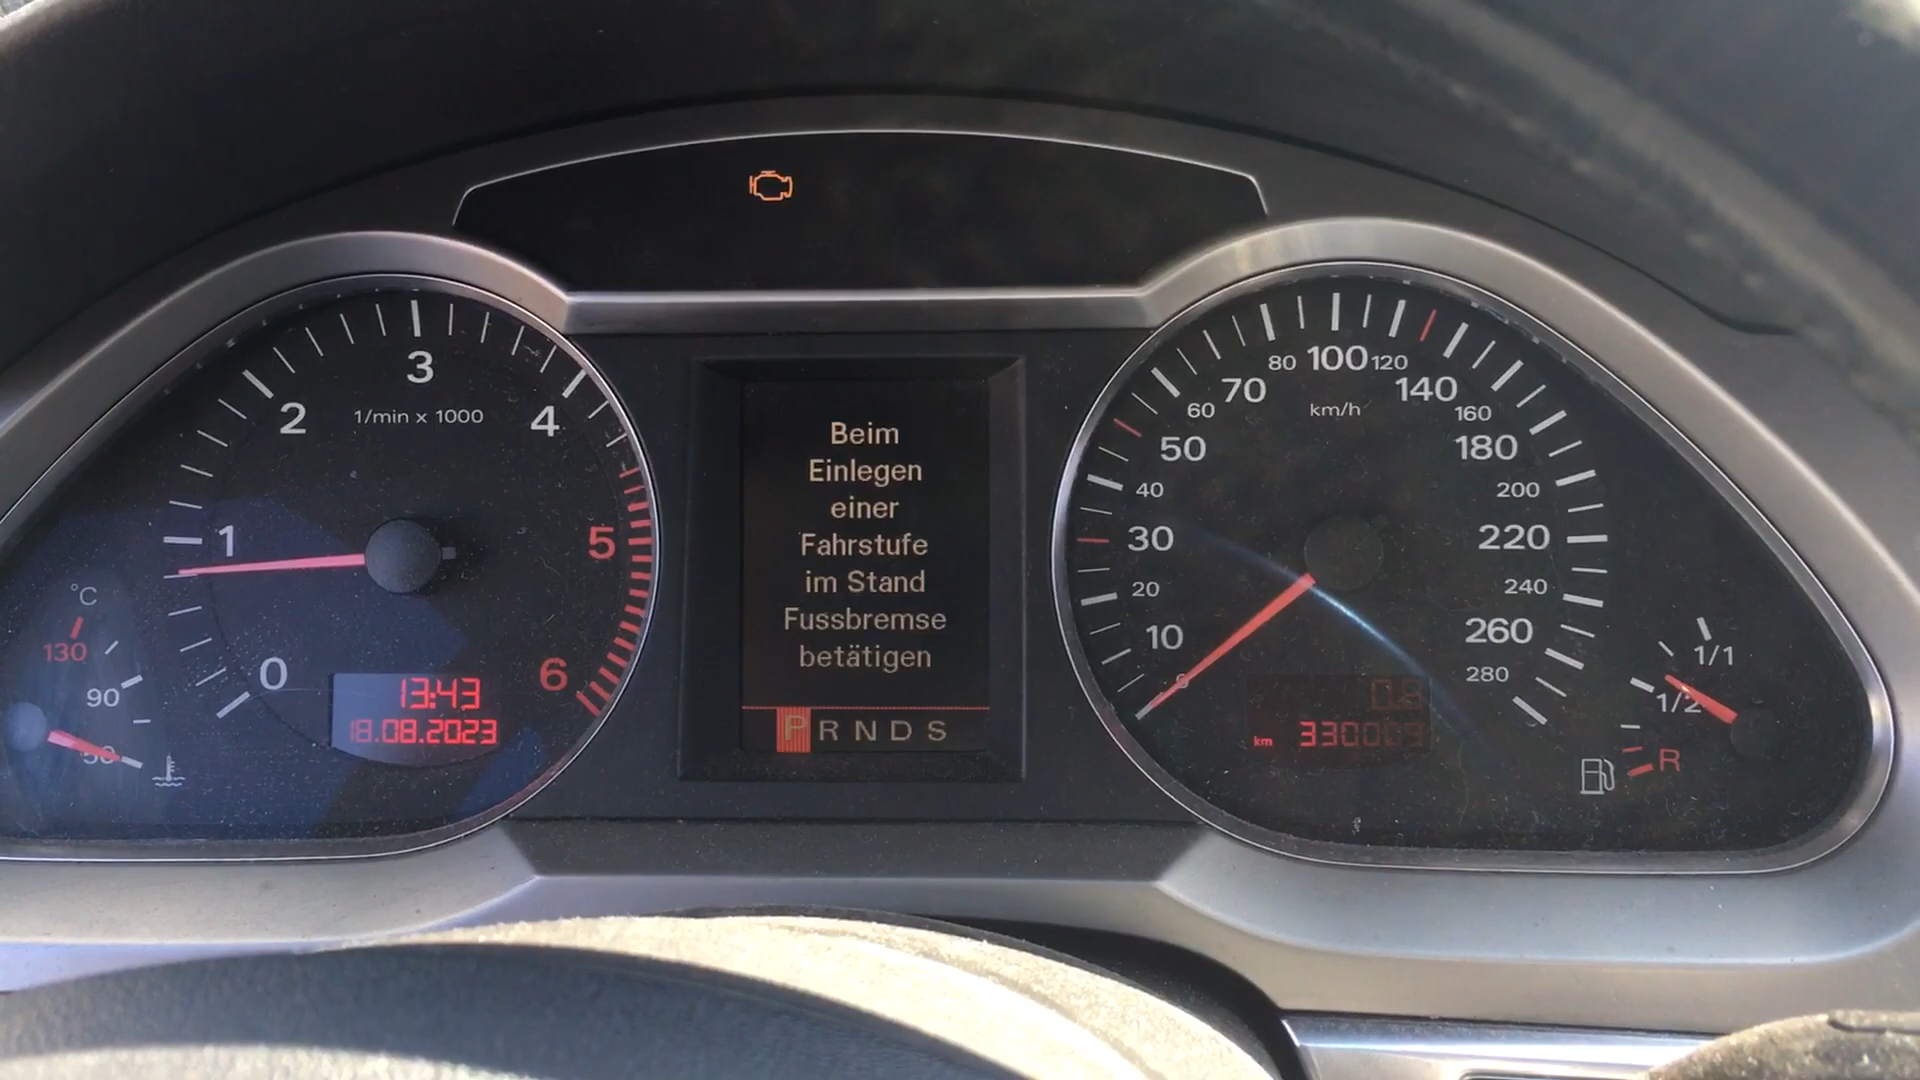 1
2
3
4
5
6
0
1/min x 1000
°C
130
90
50
13:43
18.08.2023
Beim
Einlegen
einer
Fahrstufe
im Stand
Fussbremse
betätigen
P R N D S
10
20
30
40
50
60
70
80
100
120
140
160
180
200
220
240
260
280
km/h
0.8
km
1/1
1/2
R